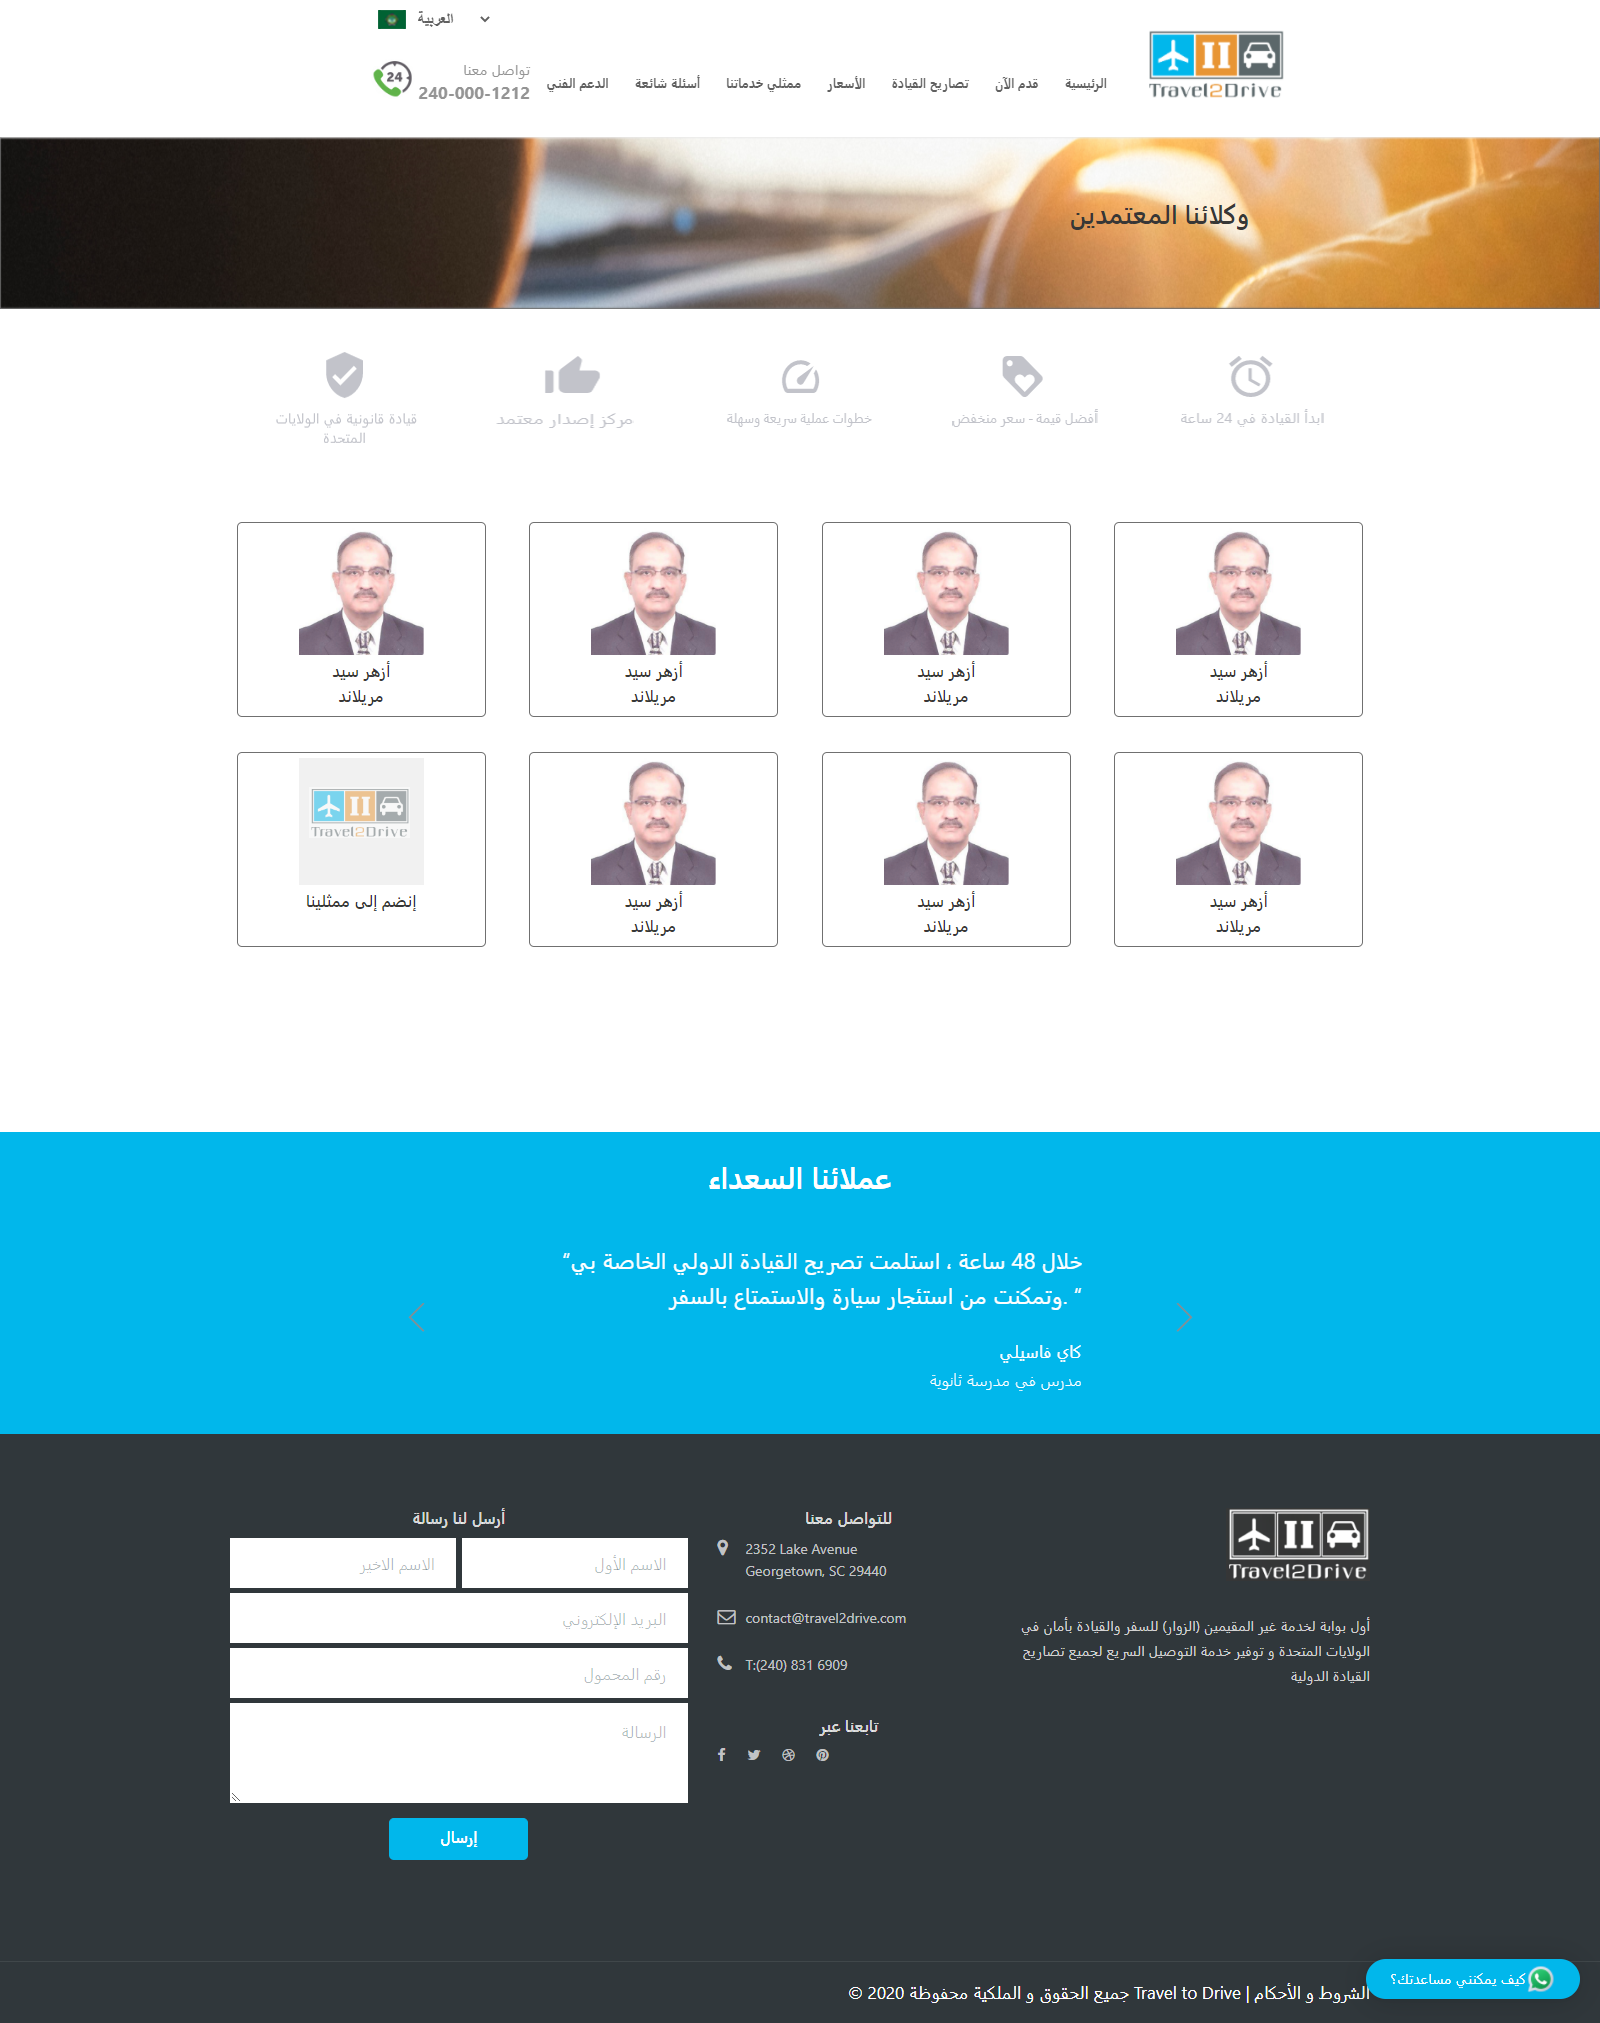 العربية
تواصل معنا
240-000-1212
24
الرئيسية
قدم الآن
تصاريح القيادة
الأسعار
ممثلي خدماتنا
أسئلة شائعة
الدعم الفني
Travel2Drive
وكلائنا المعتمدين
ابدأ القيادة في 24 ساعة
أفضل قيمة - سعر منخفض
خطوات عملية سريعة وسهلة
مركز إصدار معتمد
قيادة قانونية في الولايات
المتحدة
أزهر سيد
مريلاند
أزهر سيد
مريلاند
أزهر سيد
مريلاند
أزهر سيد
مريلاند
أزهر سيد
مريلاند
أزهر سيد
مريلاند
أزهر سيد
مريلاند
Travel2Drive
إنضم إلى ممثلينا
عملائنا السعداء
خلال 48 ساعة ، استلمت تصريح القيادة الدولي الخاصة بي“
“ .وتمكنت من استئجار سيارة والاستمتاع بالسفر
كاي فاسيلي
مدرس في مدرسة ثانوية
Travel2Drive
أول بوابة لخدمة غير المقيمين (الزوار) للسفر والقيادة بأمان في
الولايات المتحدة و توفير خدمة التوصيل السريع لجميع تصاريح
القيادة الدولية
للتواصل معنا
2352 Lake Avenue
Georgetown, SC 29440
contact@travel2drive.com
T:(240) 831 6909
تابعنا عبر
أرسل لنا رسالة
الاسم الأول
الاسم الاخير
البريد الإلكتروني
رقم المحمول
الرسالة
إرسال
كيف يمكنني مساعدتك؟
الشروط و الأحكام | Travel to Drive جميع الحقوق و الملكية محفوظة 2020 ©